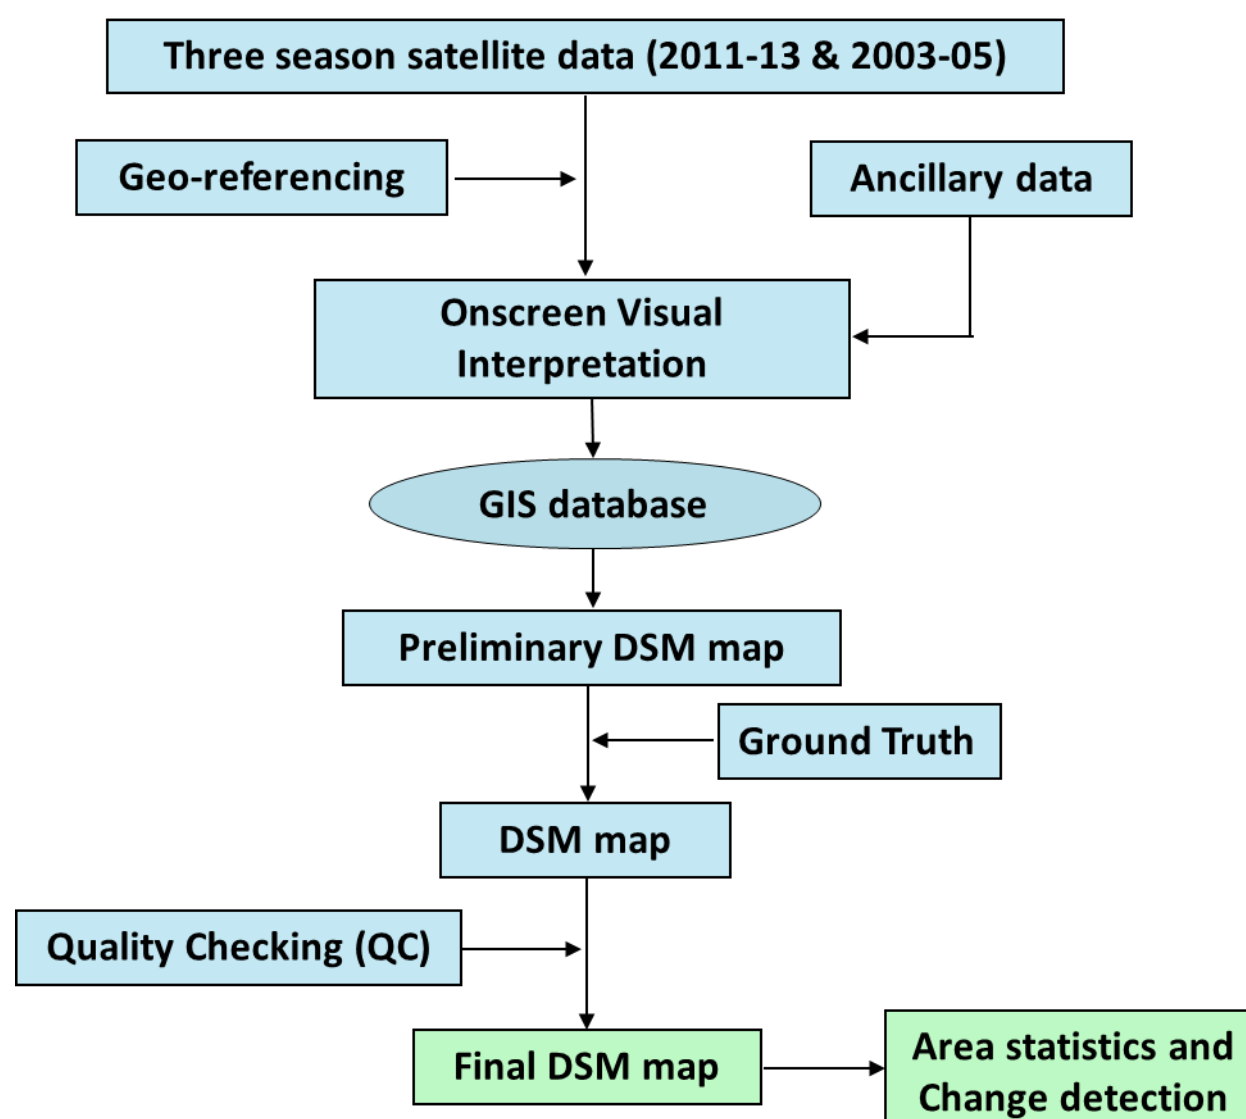 Three season satellite data (2011-13 & 2003-05)
Geo-referencing
Ancillary data
Onscreen Visual
Interpretation
GIS database
Preliminary DSM map
Ground Truth
DSM map
Quality Checking (QC)
Final DSM map
Area statistics and
Change detection